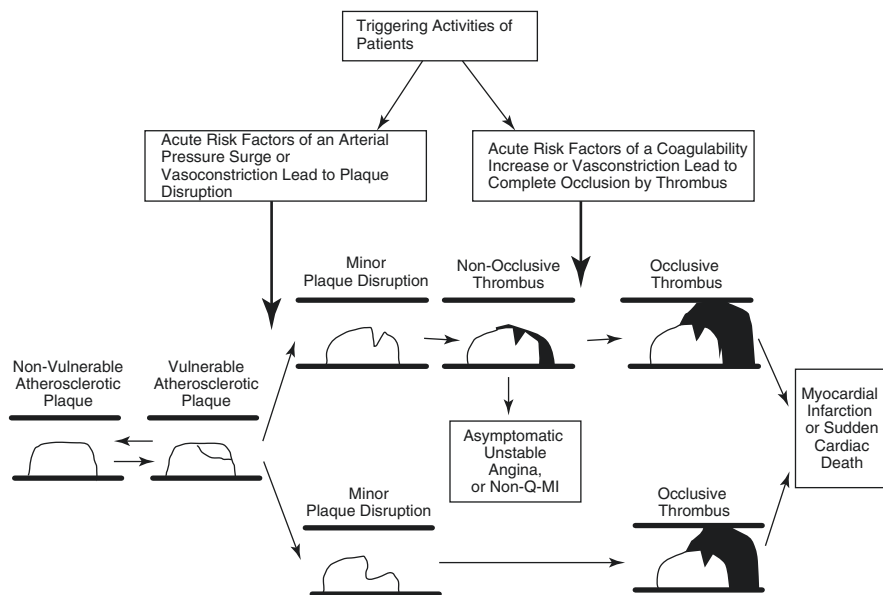 Triggering Activities of
Patients
Acute Risk Factors of an Arterial
Pressure Surge or
Vasoconstriction Lead to Plaque
Disruption
Acute Risk Factors of a Coagulability
Increase or Vasconstriction Lead to
Complete Occlusion by Thrombus
Minor
Plaque Disruption
Non-Occlusive
Thrombus
Occlusive
Thrombus
Non-Vulnerable
Atherosclerotic
Plaque
Vulnerable
Atherosclerotic
Plaque
Asymptomatic
Unstable
Angina,
or Non-Q-MI
Myocardial
Infarction
or Sudden
Cardiac
Death
Minor
Plaque Disruption
Occlusive
Thrombus